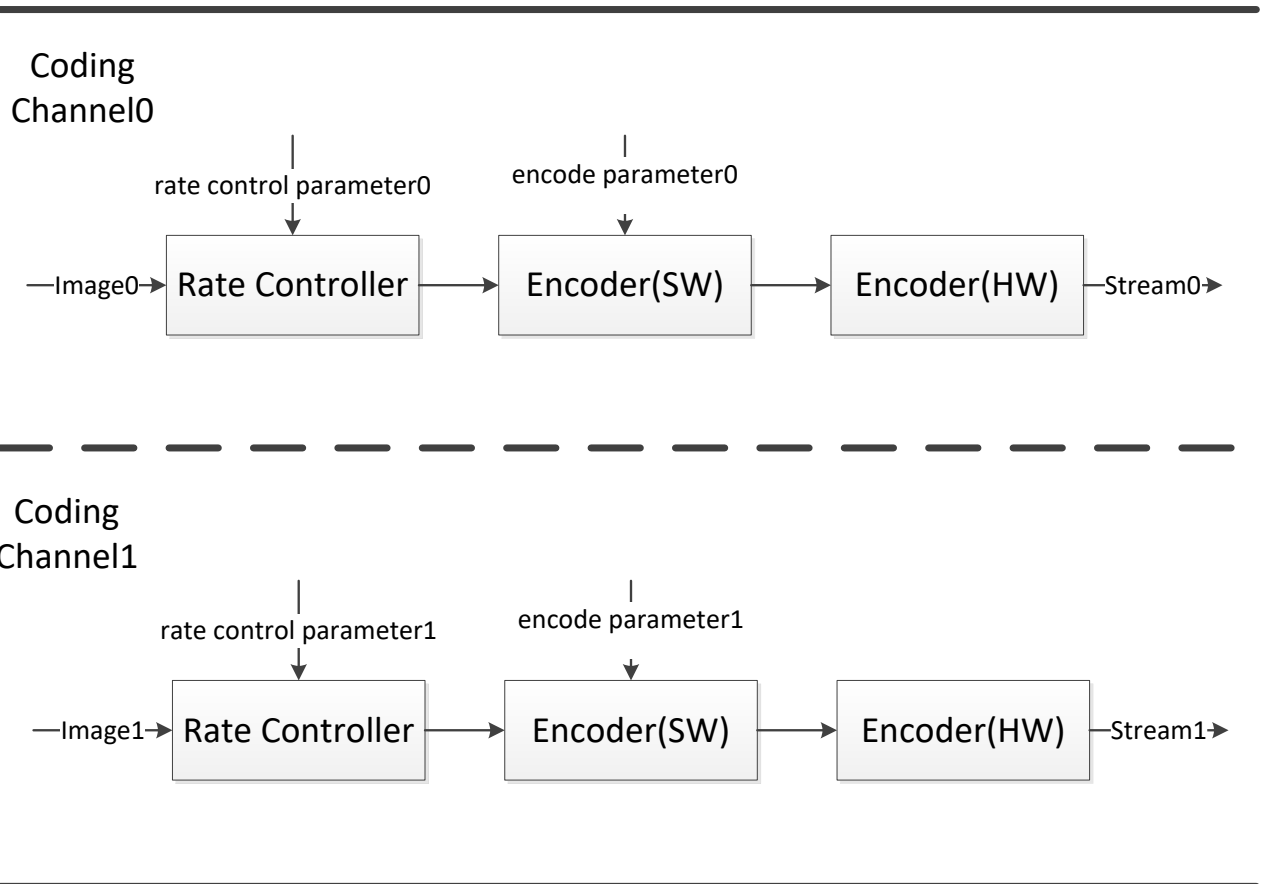 Coding
Channel0
rate control parameter0
encode parameter0
Image0
Rate Controller
Encoder(SW)
Encoder(HW)
Stream0
Coding
Channel1
rate control parameter1
encode parameter1
Image1
Rate Controller
Encoder(SW)
Encoder(HW)
Stream1